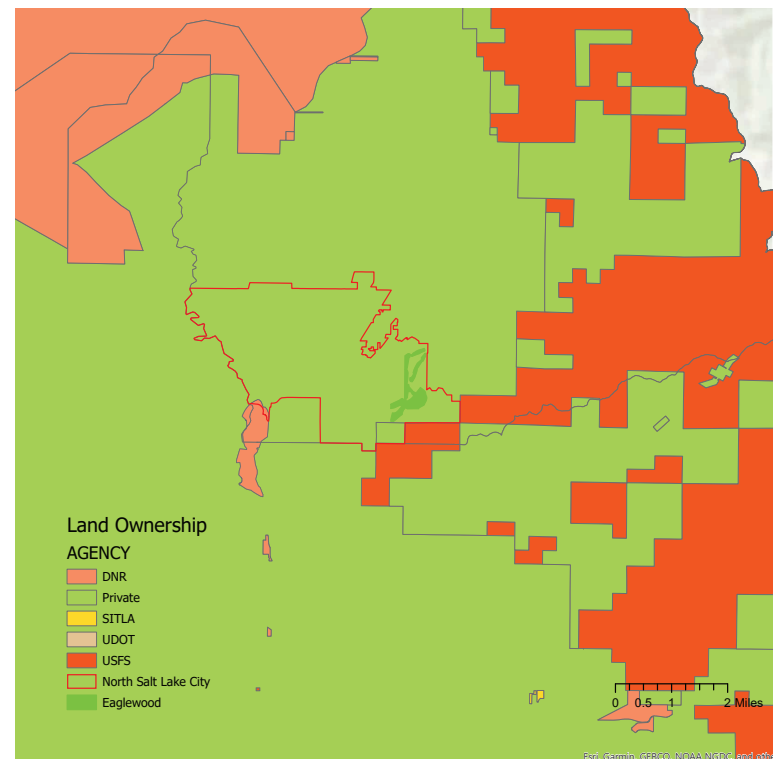 Land Ownership
AGENCY
DNR
Private
SITLA
UDOT
USFS
North Salt Lake City
Eaglewood
0 0.5 1 2 Miles
Esri, Garmin, GEBCO, NOAA NGDC, and othe